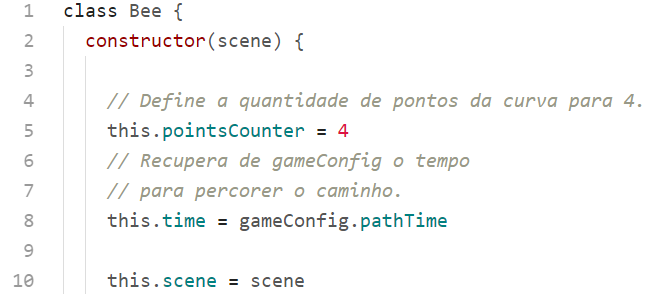 1 class Bee {
2 constructor(scene) {
3
4 // Define a quantidade de pontos da curva para 4.
5 this.pointsCounter = 4
6 // Recupera de gameConfig o tempo
7 // para percorer o caminho.
8 this.time = gameConfig.pathTime
9
10 this.scene = scene